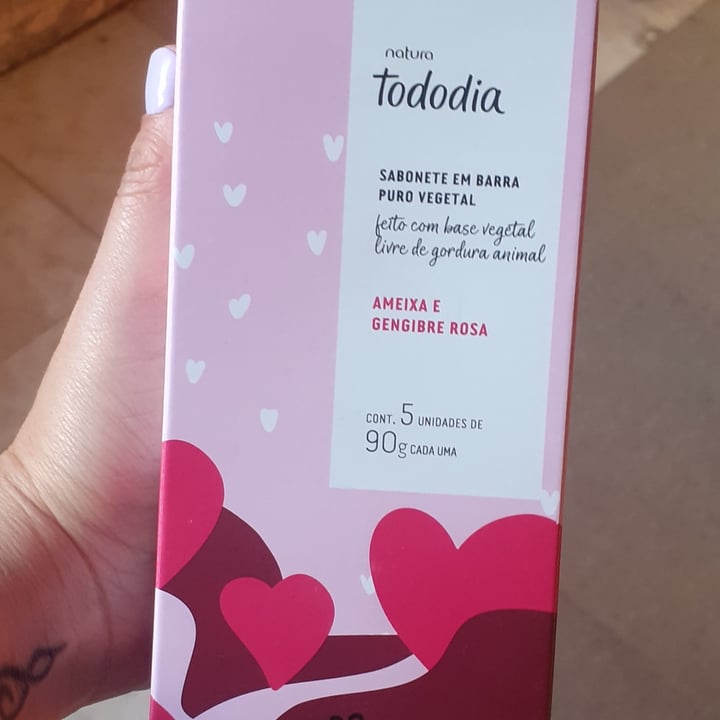 natura
tododia
SABONETE EM BARRA
PURO VEGETAL
feito com base vegetal
livre de gordura animal
AMEIXA E
GENGIBRE ROSA
CONT. 5 UNIDADES DE
90g CADA UMA